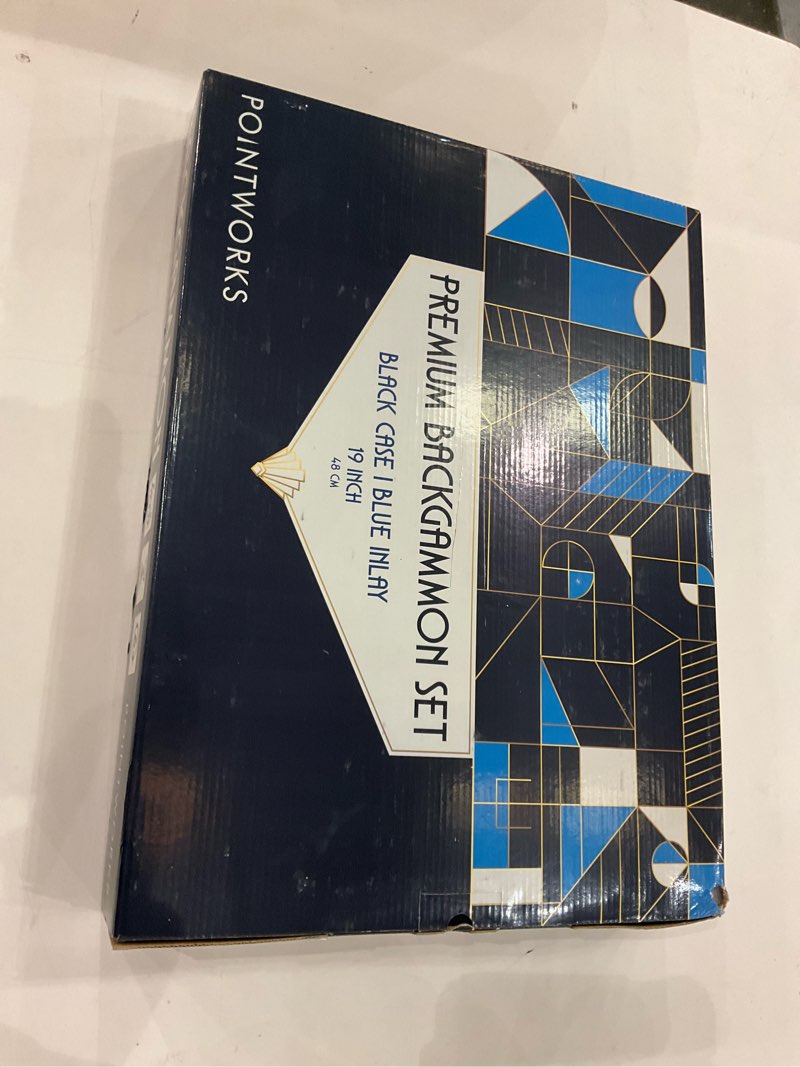 PREMIUM BACKGAMMON SET
BLACK CASE | BLUE INLAY
19 INCH
48 CM
POINTWORKS